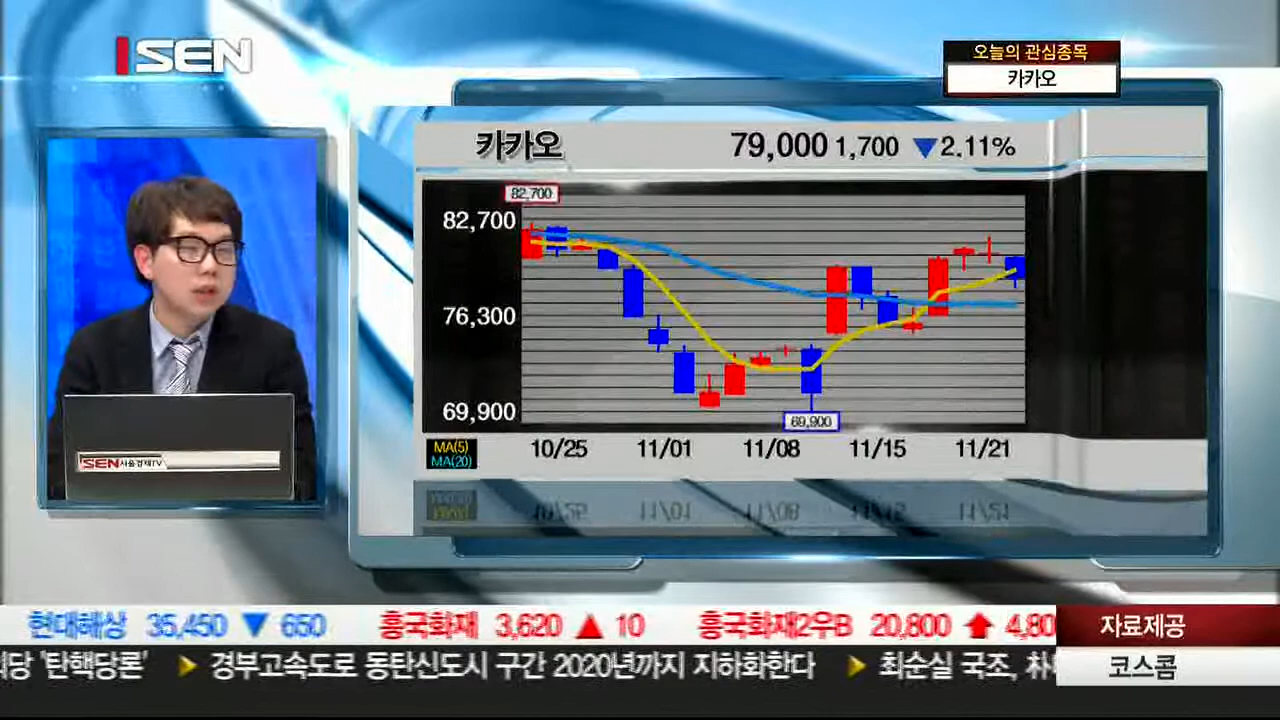 SEN
오늘의 관심종목
카카오
카카오 79,000 1,700 ▼2.11%
82,700
82,700
76,300
69,900
69,900
MA(5)
MA(20)
10/25 11/01 11/08 11/15 11/21
SEN 서울경제TV
현대해상 35,450 ▼ 650 흥국화재 3,620 ▲ 10 흥국화재2우B 20,800 ↑ 4,80
자료제공
'탄핵당론' ▶ 경부고속도로 동탄신도시 구간 2020년까지 지하화한다 ▶ 최순실 국조, 朴
코스콤